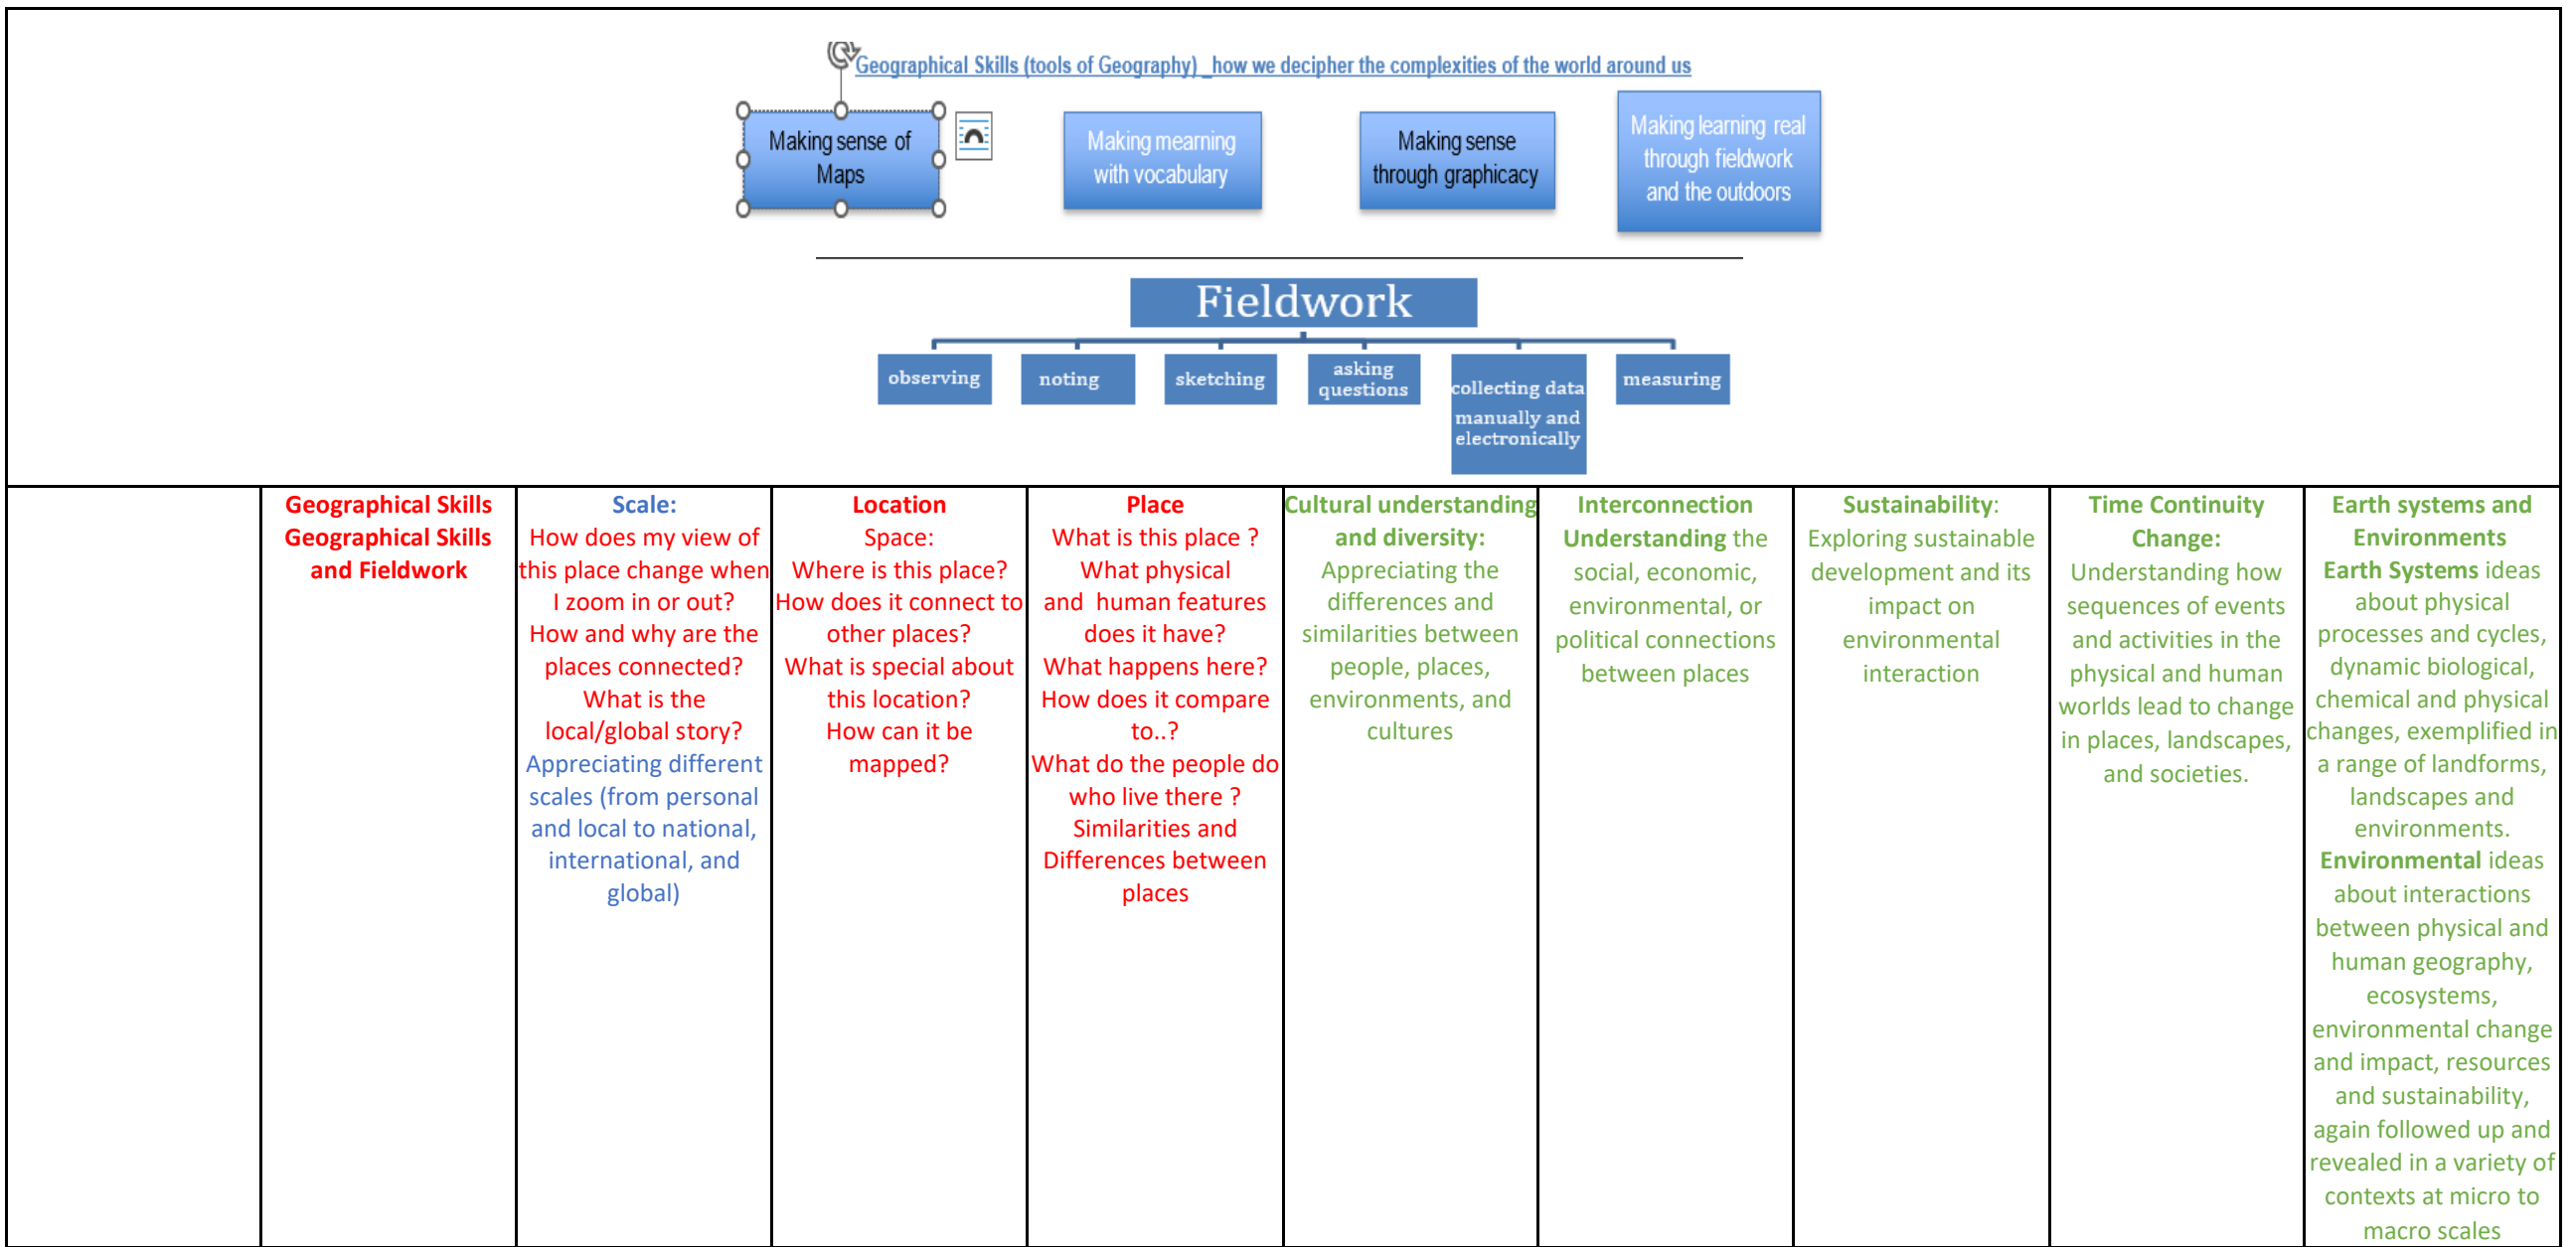 Geographical Skills (tools of Geography)_how we decipher the complexities of the world around us
Making sense of
Maps
Making mearning
with vocabulary
Making sense
through graphicacy
Making learning real
through fieldwork
and the outdoors
Fieldwork
observing
noting
sketching
asking
questions
collecting data
manually and
electronically
measuring
Geographical Skills
Geographical Skills
and Fieldwork
Scale:
How does my view of
this place change when
I zoom in or out?
How and why are the
places connected?
What is the
local/global story?
Appreciating different
scales (from personal
and local to national,
international, and
global)
Location
Space:
Where is this place?
How does it connect to
other places?
What is special about
this location?
How can it be
mapped?
Place
What is this place ?
What physical
and human features
does it have?
What happens here?
How does it compare
to..?
What do the people do
who live there ?
Similarities and
Differences between
places
Cultural understanding
and diversity:
Appreciating the
differences and
similarities between
people, places,
environments, and
cultures
Interconnection
Understanding the
social, economic,
environmental, or
political connections
between places
Sustainability:
Exploring sustainable
development and its
impact on
environmental
interaction
Time Continuity
Change:
Understanding how
sequences of events
and activities in the
physical and human
worlds lead to change
in places, landscapes,
and societies.
Earth systems and
Environments
Earth Systems ideas
about physical
processes and cycles,
dynamic biological,
chemical and physical
changes, exemplified in
a range of landforms,
landscapes and
environments.
Environmental ideas
about interactions
between physical and
human geography,
ecosystems,
environmental change
and impact, resources
and sustainability,
again followed up and
revealed in a variety of
contexts at micro to
macro scales